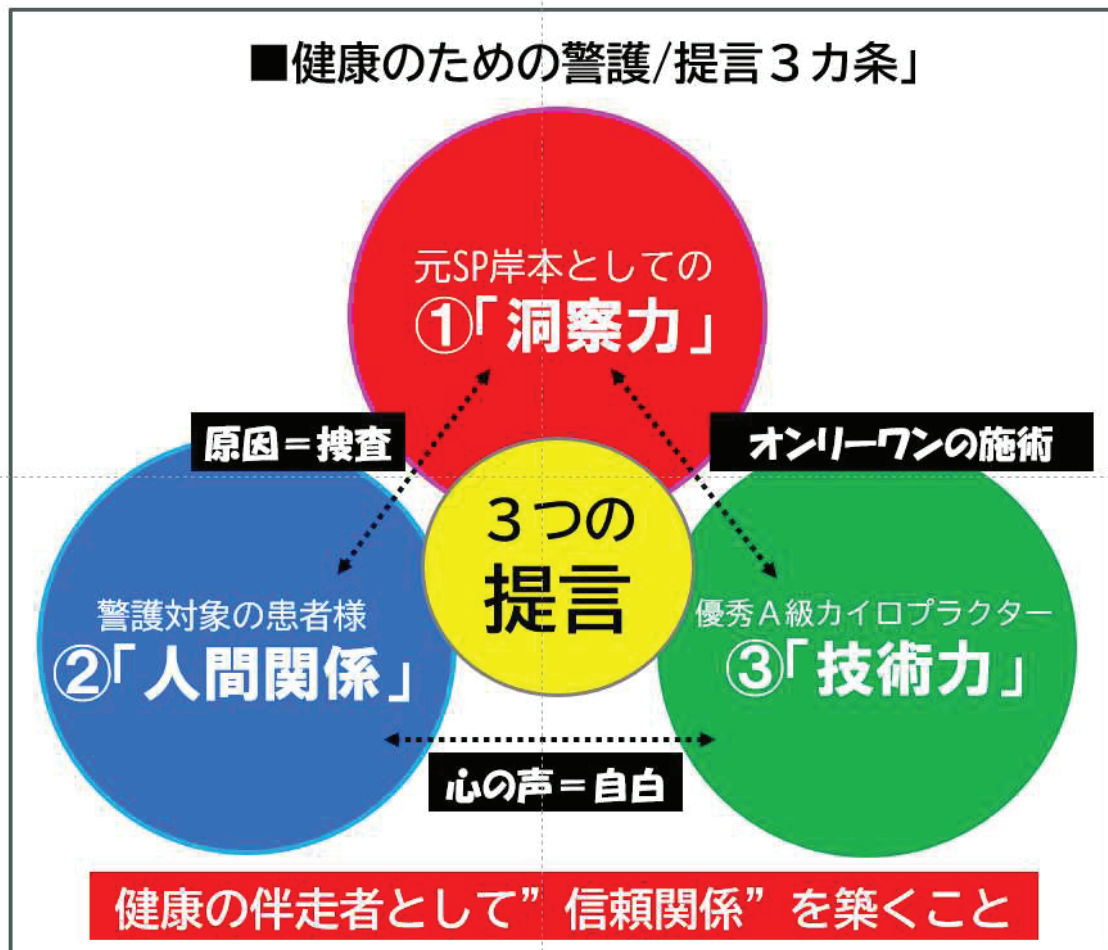 ■健康のための警護/提言３カ条」
元SP岸本としての
①「洞察力」
原因＝捜査
オンリーワンの施術
３つの
提言
警護対象の患者様
②「人間関係」
優秀Ａ級カイロプラクター
③「技術力」
心の声＝自白
健康の伴走者として”信頼関係”を築くこと